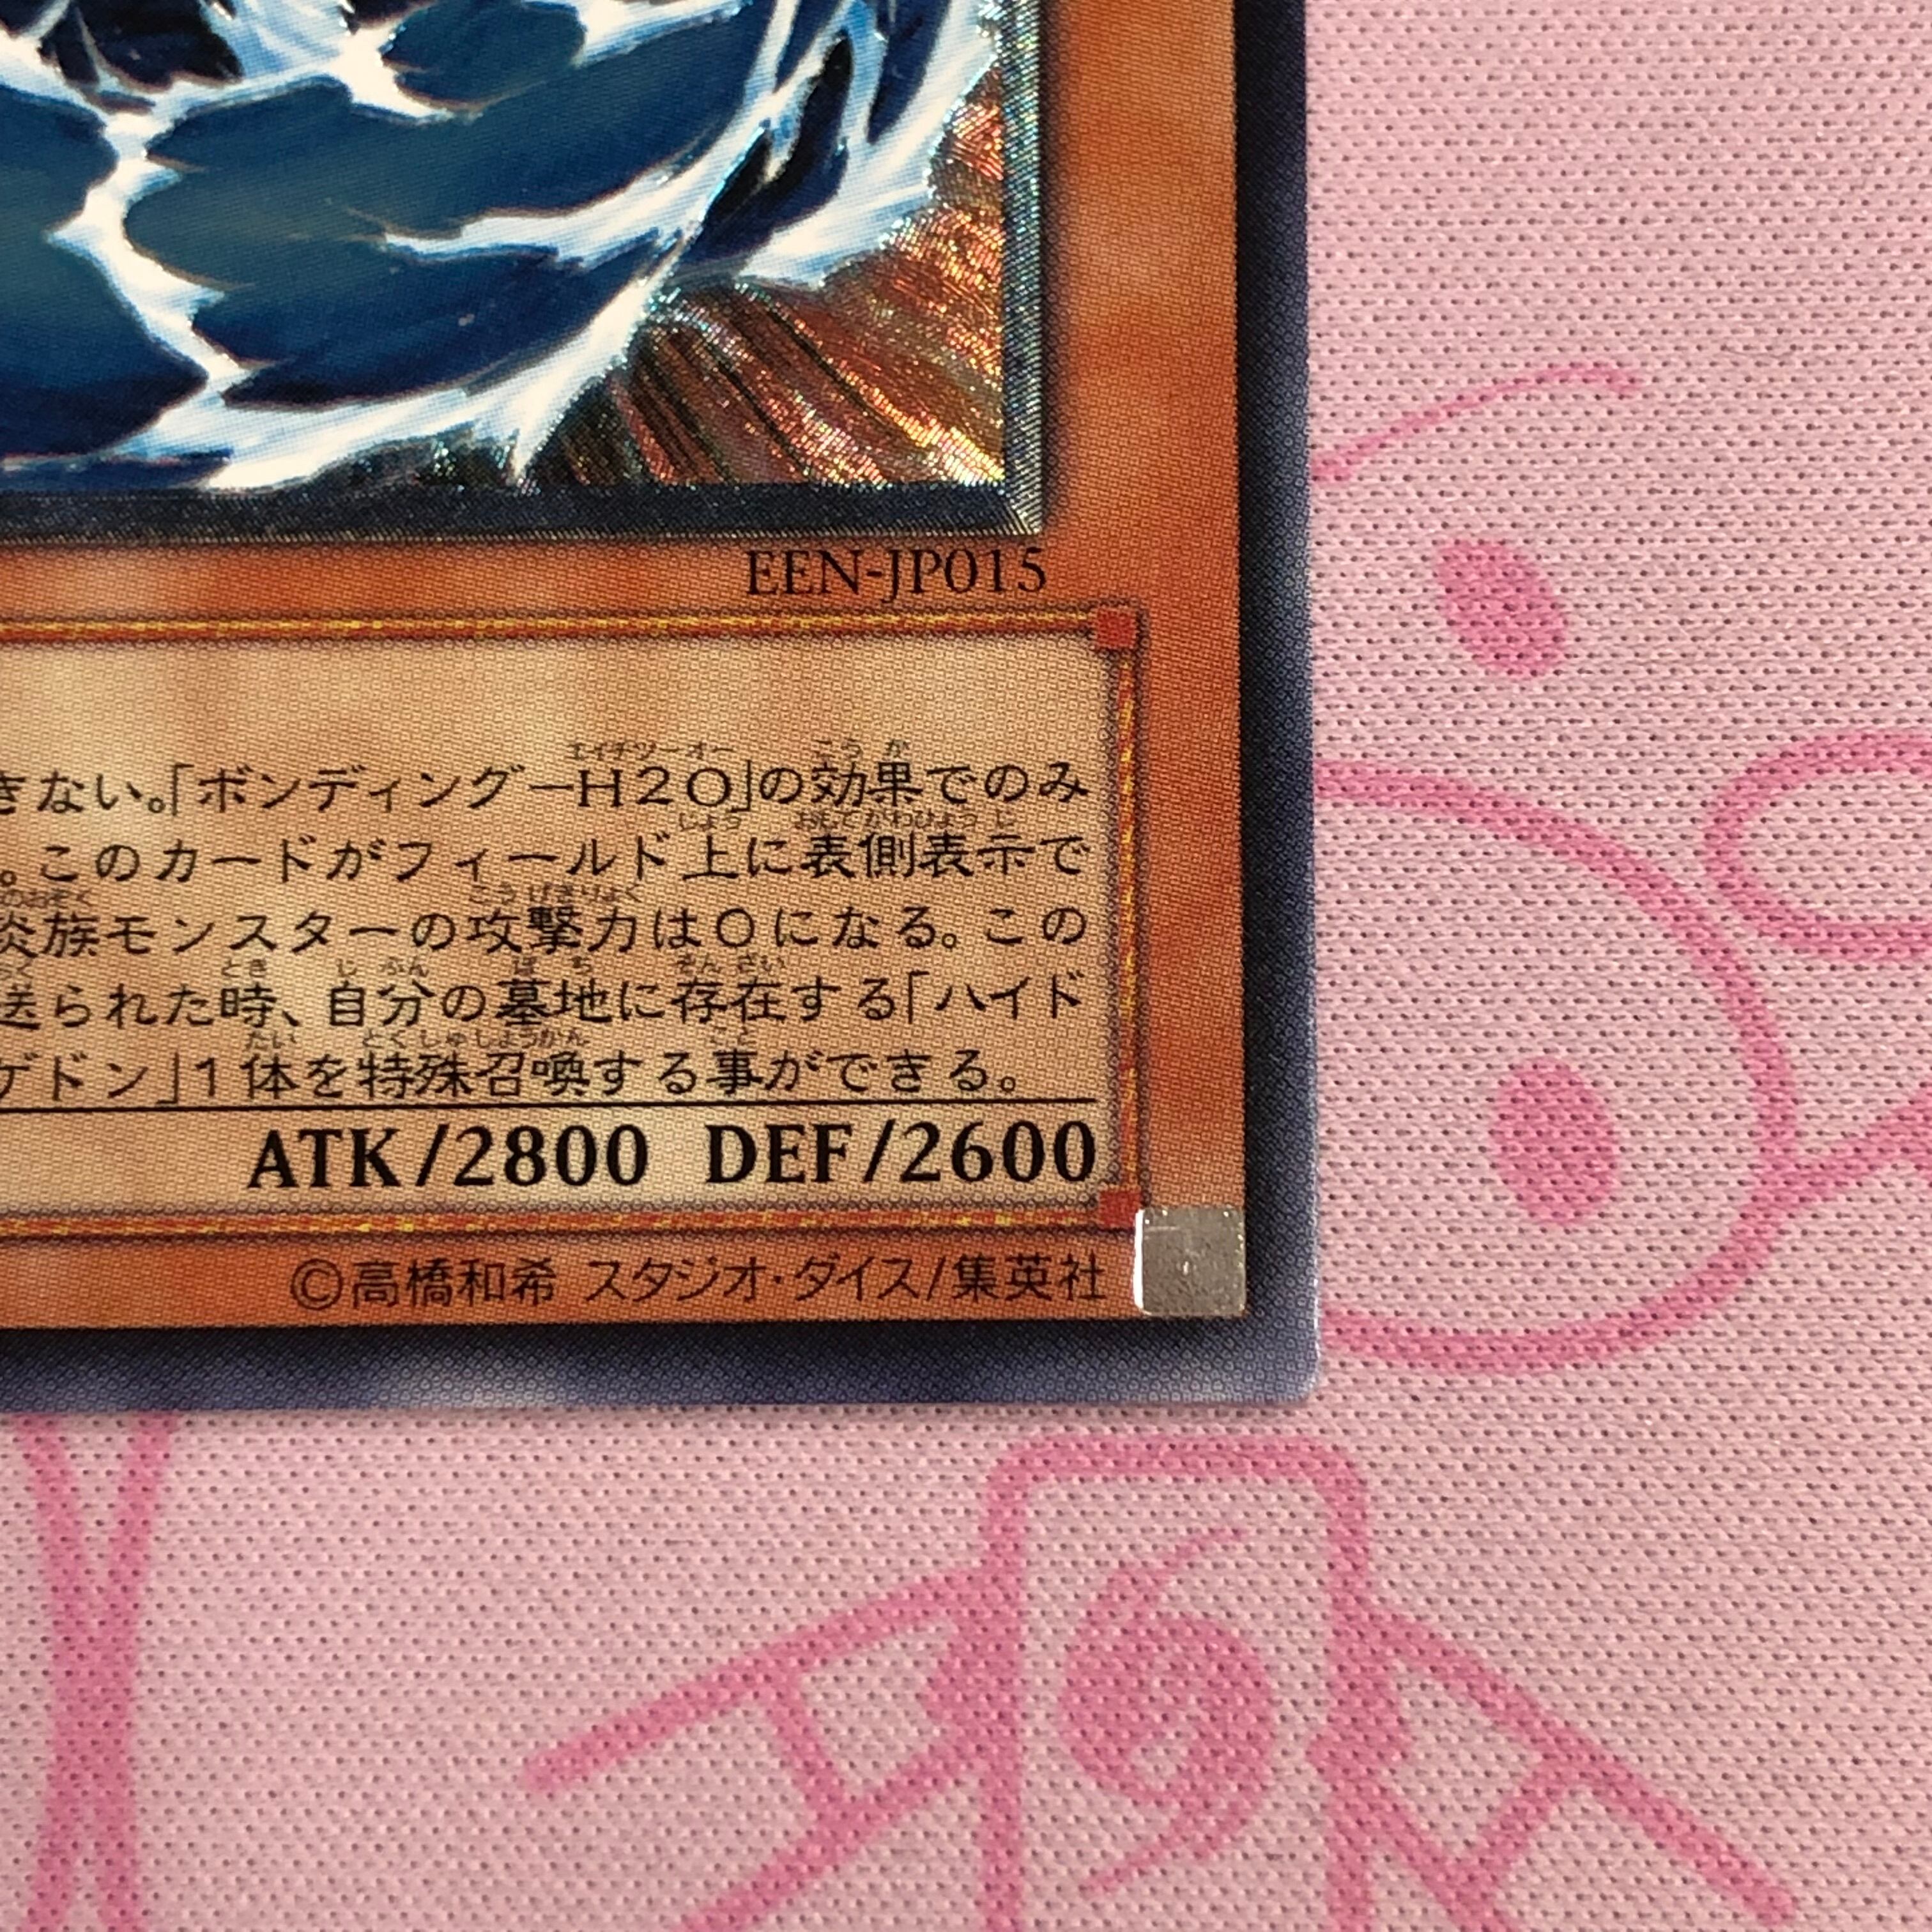 EEN-JP015
きない。「ボンディング－H2O」の効果でのみ
。このカードがフィールド上に表側表示で
炎族モンスターの攻撃力は0になる。この
送られた時、自分の墓地に存在する「ハイド
ゲドン」1体を特殊召喚する事ができる。
ATK/2800 DEF/2600
©高橋和希 スタジオ・ダイス/集英社